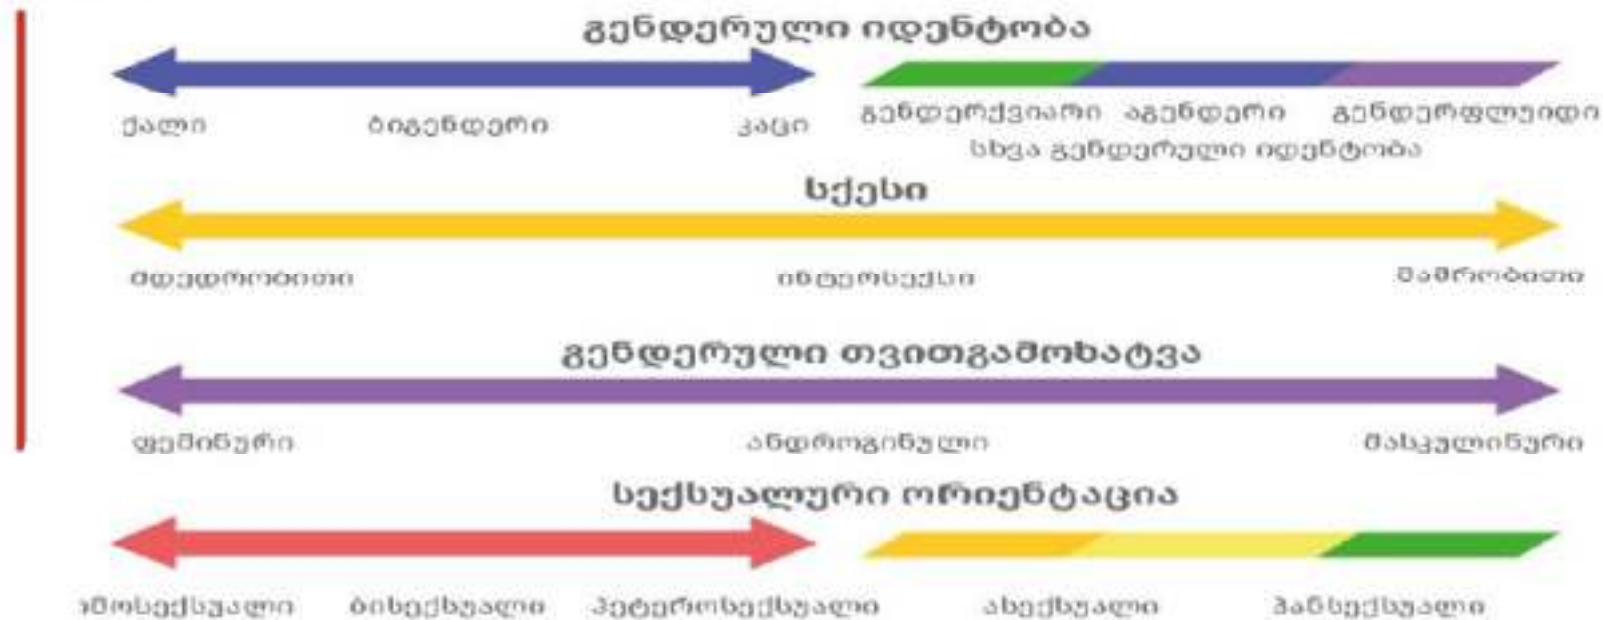 გენდერული იდენტობა
ქალი ბიგენდერი კაცი გენდერქვიარი აგენდერი გენდერფლუიდი
სხვა გენდერული იდენტობა
სქესი
მდედრობითი ინტერსექსი მამრობითი
გენდერული თვითგამოხატვა
ფემინური ანდროგინული მასკულინური
სექსუალური ორიენტაცია
ომოსექსუალი ბისექსუალი ჰეტეროსექსუალი ასექსუალი პანსექსუალი